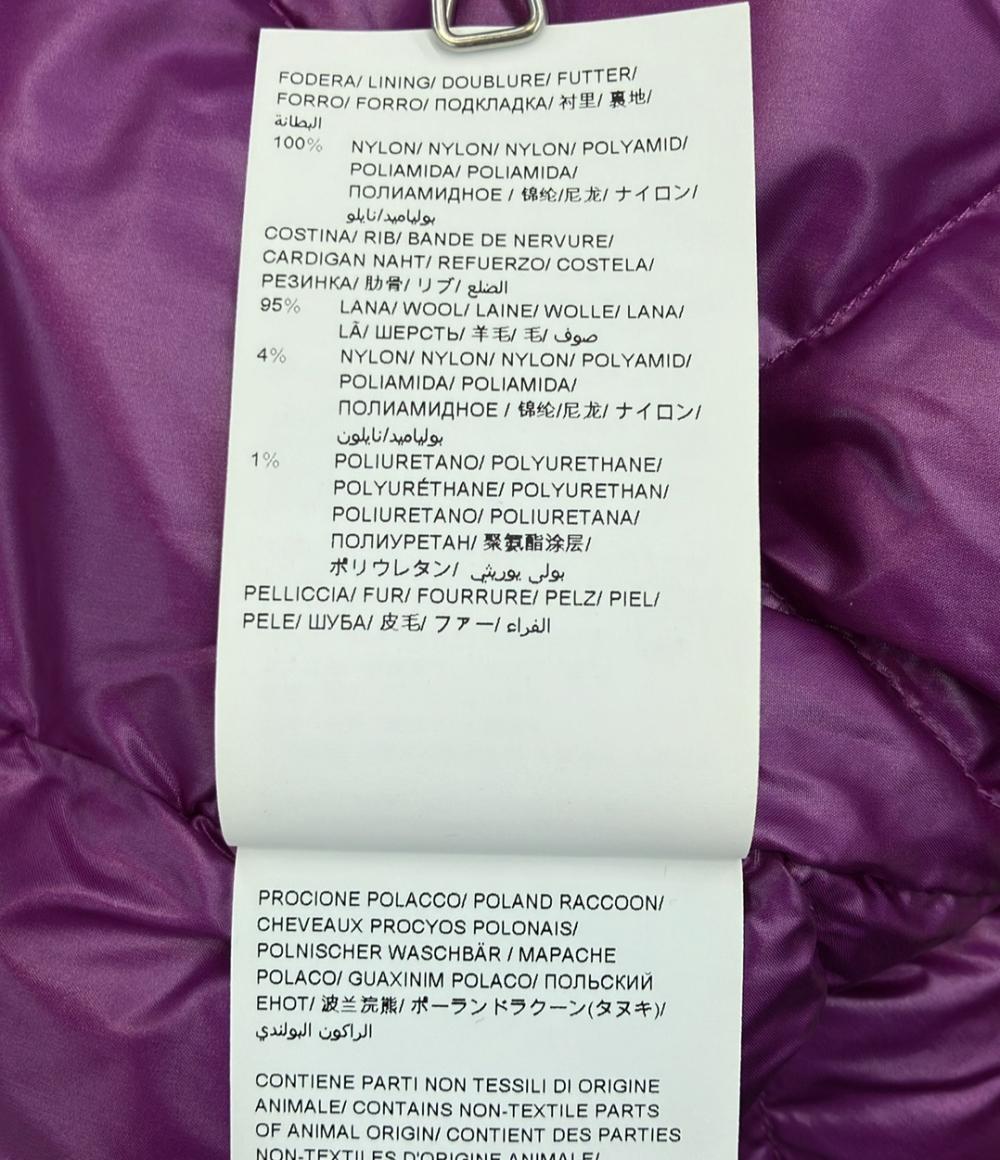 FODERA/ LINING/ DOUBLURE/ FUTTER/
FORRO/ FORRO/ ПОДКЛАДКА/ 衬里/ 裏地/
البطانة
100% NYLON/ NYLON/ NYLON/ POLYAMID/
POLIAMIDA/ POLIAMIDA/
ПОЛИАМИДНОЕ / 锦纶/尼龙/ ナイロン/
بولياميد/نايلو
COSTINA/ RIB/ BANDE DE NERVURE/
CARDIGAN NAHT/ REFUERZO/ COSTELA/
РЕЗИНКА/ 肋骨/ リブ/ الضلع
95% LANA/ WOOL/ LAINE/ WOLLE/ LANA/
LÃ/ ШЕРСТЬ/ 羊毛/ 毛/ صوف
4% NYLON/ NYLON/ NYLON/ POLYAMID/
POLIAMIDA/ POLIAMIDA/
ПОЛИАМИДНОЕ / 锦纶/尼龙/ ナイロン/
بولياميد/نايلون
1% POLIURETANO/ POLYURETHANE/
POLYURÉTHANE/ POLYURETHAN/
POLIURETANO/ POLIURETANA/
ПОЛИУРЕТАН/ 聚氨酯涂层/
ポリウレタン/ بولي يوريثي
PELLICCIA/ FUR/ FOURRURE/ PELZ/ PIEL/
PELE/ ШУБА/ 皮毛/ ファー/ الفراء
PROCIONE POLACCO/ POLAND RACCOON/
CHEVEAUX PROCYOS POLONAIS/
POLNISCHER WASCHBÄR / MAPACHE
POLACO/ GUAXINIM POLACO/ ПОЛЬСКИЙ
ЕНОТ/ 波兰浣熊/ ポーランドラクーン(タヌキ)/
الراكون البولندي
CONTIENE PARTI NON TESSILI DI ORIGINE
ANIMALE/ CONTAINS NON-TEXTILE PARTS
OF ANIMAL ORIGIN/ CONTIENT DES PARTIES
NON-TEXTILES D'ORIGINE ANIMALE/